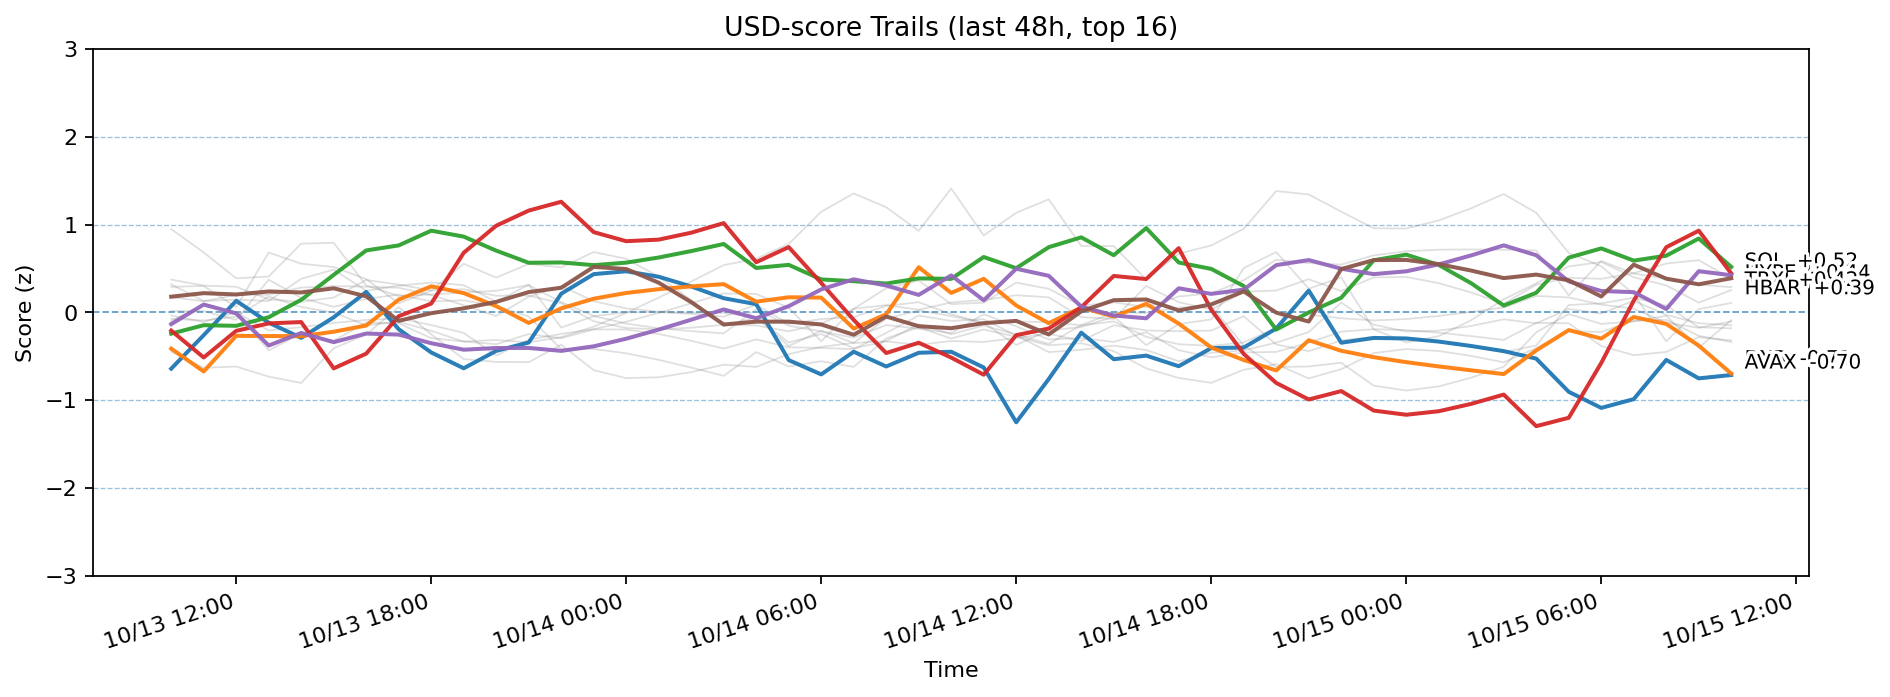 USD-score Trails (last 48h, top 16)
3
2
1
0
−1
−2
−3
Score (z)
SOL +0.52
HBAR +0.39
AVAX -0.70
10/13 12:00
10/13 18:00
10/14 00:00
10/14 06:00
10/14 12:00
10/14 18:00
10/15 00:00
10/15 06:00
10/15 12:00
Time